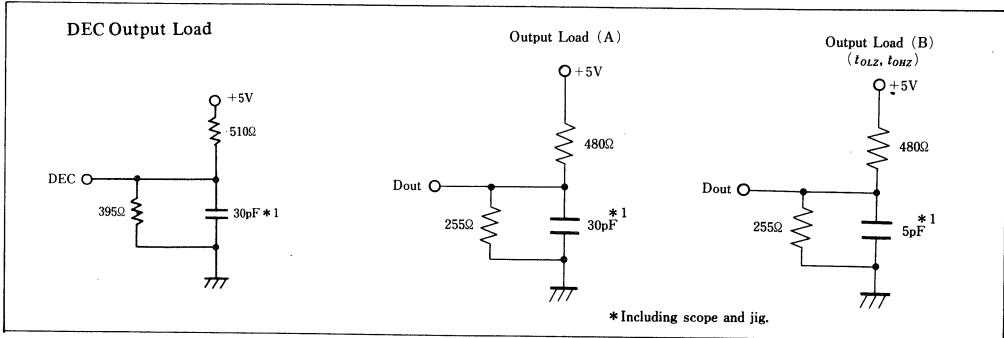 DEC Output Load
+5V
510Ω
DEC
395Ω
30pF*1
Output Load (A)
+5V
480Ω
Dout
255Ω
30pF*1
Output Load (B)
(tOLZ, tOHZ)
+5V
480Ω
Dout
255Ω
5pF*1
*Including scope and jig.